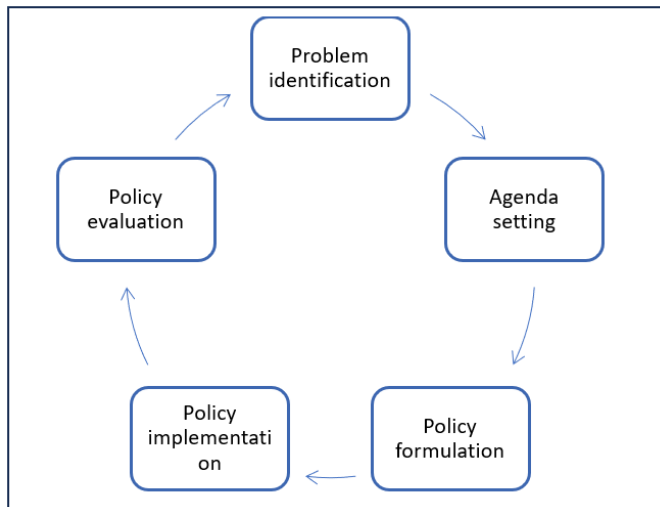 Problem
identification
Agenda
setting
Policy
formulation
Policy
implementati
on
Policy
evaluation